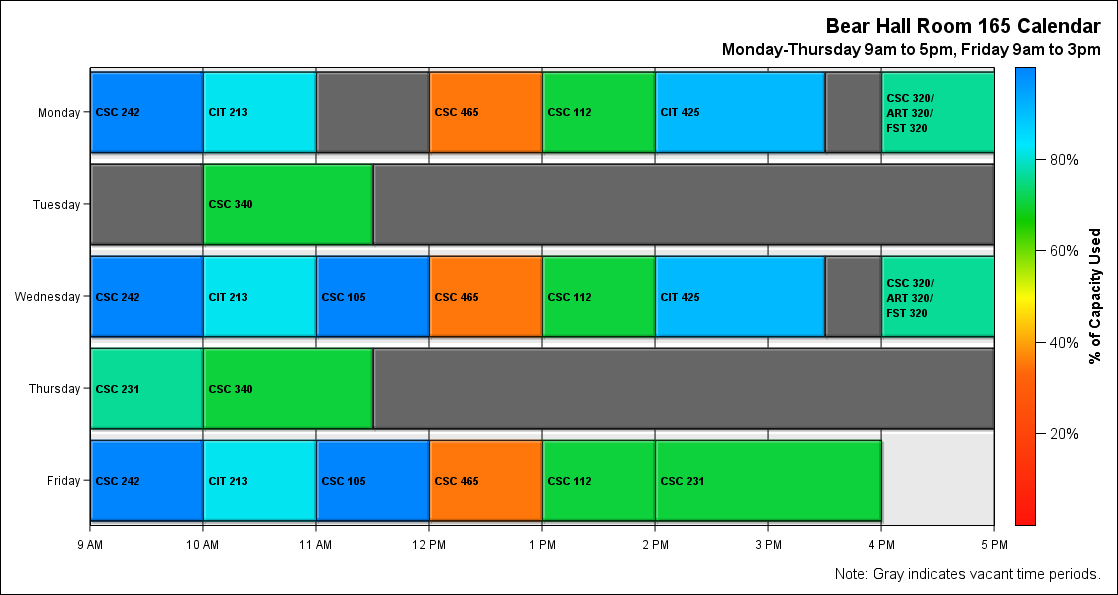 Bear Hall Room 165 Calendar
Monday-Thursday 9am to 5pm, Friday 9am to 3pm
Monday
CSC 242
CIT 213
CSC 465
CSC 112
CIT 425
CSC 320/
ART 320/
FST 320
Tuesday
CSC 340
Wednesday
CSC 242
CIT 213
CSC 105
CSC 465
CSC 112
CIT 425
CSC 320/
ART 320/
FST 320
Thursday
CSC 231
CSC 340
Friday
CSC 242
CIT 213
CSC 105
CSC 465
CSC 112
CSC 231
9 AM
10 AM
11 AM
12 PM
1 PM
2 PM
3 PM
4 PM
5 PM
80%
60%
40%
20%
% of Capacity Used
Note: Gray indicates vacant time periods.